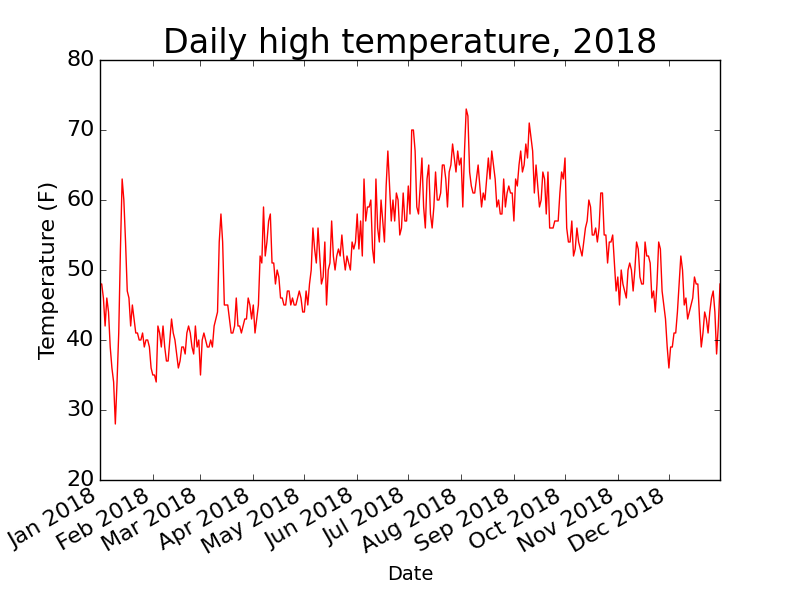 Daily high temperature, 2018
80
70
60
50
40
30
20
Temperature (F)
Jan 2018
Feb 2018
Mar 2018
Apr 2018
May 2018
Jun 2018
Jul 2018
Aug 2018
Sep 2018
Oct 2018
Nov 2018
Dec 2018
Date